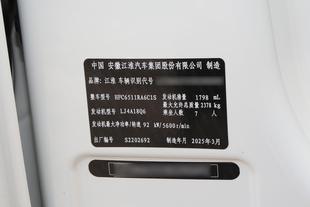 中国 安徽江淮汽车集团股份有限公司 制造
品牌：江淮 车辆识别代号
整车型号 HFC6511RA6C1S 发动机排量 1798 mL
最大允许总质量 2378 kg
发动机型号 LJ4A18Q6 乘坐人数 7 人
发动机最大净功率/转速 92 kW/5600r/min
出厂编号 S2202692 制造年月 2025年3月